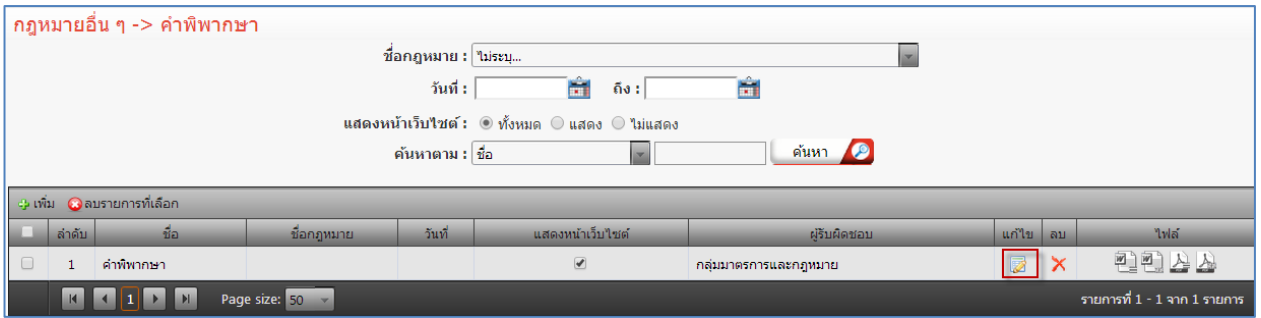 กฎหมายอื่น ๆ -> คำพิพากษา
ชื่อกฎหมาย : ไม่ระบุ...
วันที่ : ถึง :
แสดงหน้าเว็บไซต์ : ทั้งหมด แสดง ไม่แสดง
ค้นหาตาม : ชื่อ ค้นหา
เพิ่ม ลบรายการที่เลือก
ลำดับ ชื่อ ชื่อกฎหมาย วันที่ แสดงหน้าเว็บไซต์ ผู้รับผิดชอบ แก้ไข ลบ ไฟล์
1 คำพิพากษา กลุ่มมาตรการและกฎหมาย
1 Page size: 50 รายการที่ 1 - 1 จาก 1 รายการ